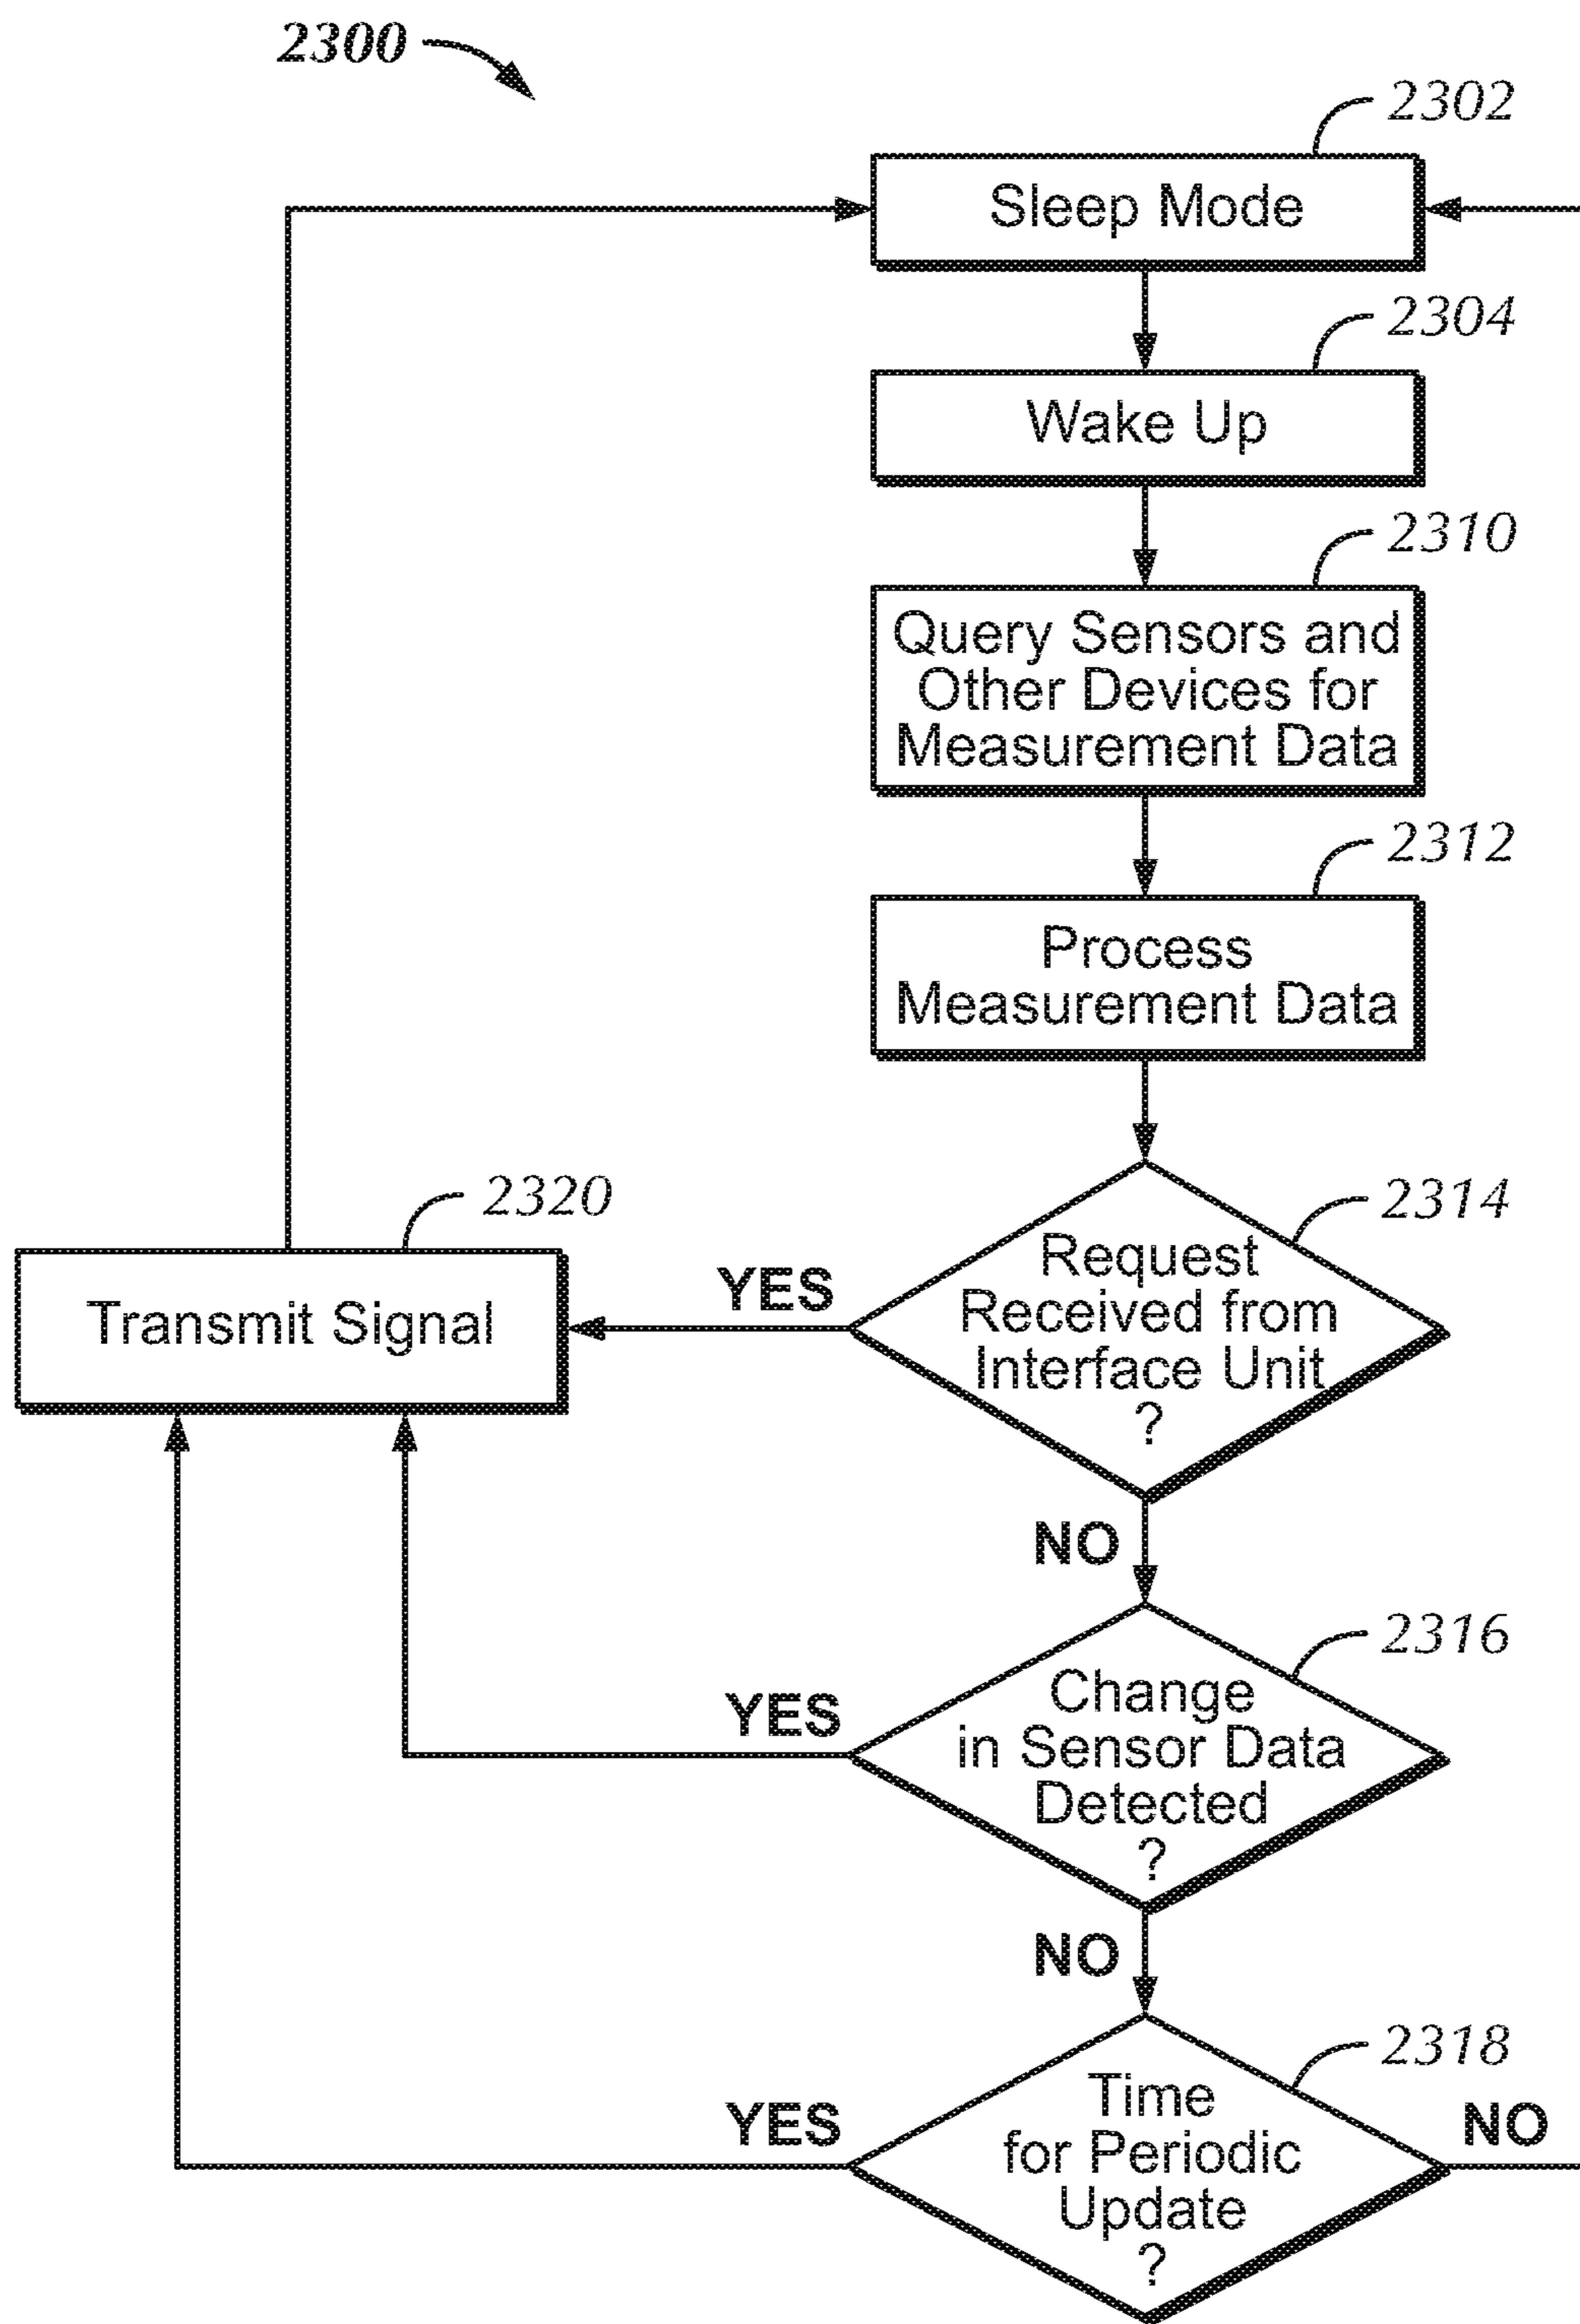 2300
2302
Sleep Mode
2304
Wake Up
2310
Query Sensors and
Other Devices for
Measurement Data
2312
Process
Measurement Data
2320
Transmit Signal
YES
2314
Request
Received from
Interface Unit
?
NO
2316
YES
Change
in Sensor Data
Detected
?
NO
2318
YES
Time
for Periodic
Update
?
NO